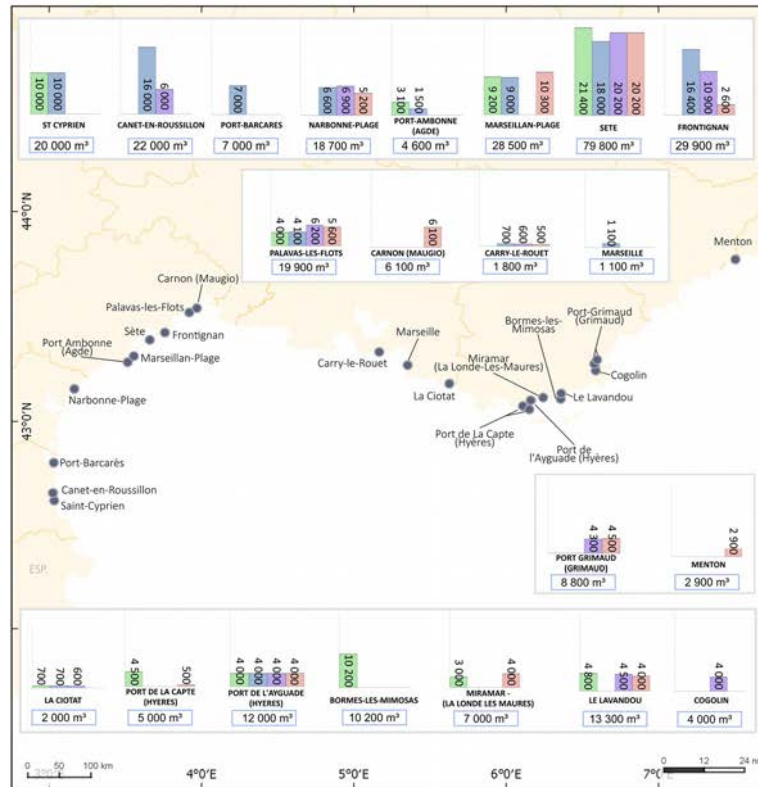 10 000
10 000
ST CYPRIEN
20 000 m³
16 000
6 000
CANET-EN-ROUSSILLON
22 000 m³
7 000
PORT-BARCARES
7 000 m³
6 600
6 900
5 200
NARBONNE-PLAGE
18 700 m³
3 100
1 500
PORT-AMBONNE
(AGDE)
4 600 m³
9 200
9 000
10 300
MARSEILLAN-PLAGE
28 500 m³
21 400
18 000
20 200
20 200
SETE
79 800 m³
16 400
10 900
2 600
FRONTIGNAN
29 900 m³
4 000
4 100
6 200
5 600
PALAVAS-LES-FLOTS
19 900 m³
6 100
CARNON (MAUGIO)
6 100 m³
700
600
500
CARRY-LE-ROUET
1 800 m³
1 100
MARSEILLE
1 100 m³
44°0'N
43°0'N
Menton
Carnon (Maugio)
Palavas-les-Flots
Sète
Frontignan
Port Ambonne
(Agde)
Marseillan-Plage
Narbonne-Plage
Port-Barcarès
Canet-en-Roussillon
Saint-Cyprien
ESP.
Carry-le-Rouet
Marseille
La Ciotat
Miramar
(La Londe-Les-Maures)
Bormes-les-
Mimosas
Port-Grimaud
(Grimaud)
Cogolin
Le Lavandou
Port de La Capte
(Hyères)
Port de
l'Ayguade (Hyères)
4 300
4 500
PORT GRIMAUD
(GRIMAUD)
8 800 m³
2 900
MENTON
2 900 m³
700
700
600
LA CIOTAT
2 000 m³
4 500
500
PORT DE LA CAPTE
(HYERES)
5 000 m³
4 000
4 000
4 000
4 000
PORT DE L'AYGUADE
(HYERES)
12 000 m³
10 200
BORMES-LES-MIMOSAS
10 200 m³
3 000
4 000
MIRAMAR -
(LA LONDE LES MAURES)
7 000 m³
4 800
4 500
4 000
LE LAVANDOU
13 300 m³
4 000
COGOLIN
4 000 m³
0
50
100 km
0
12
24
4°0'E
5°0'E
6°0'E
7°0'E